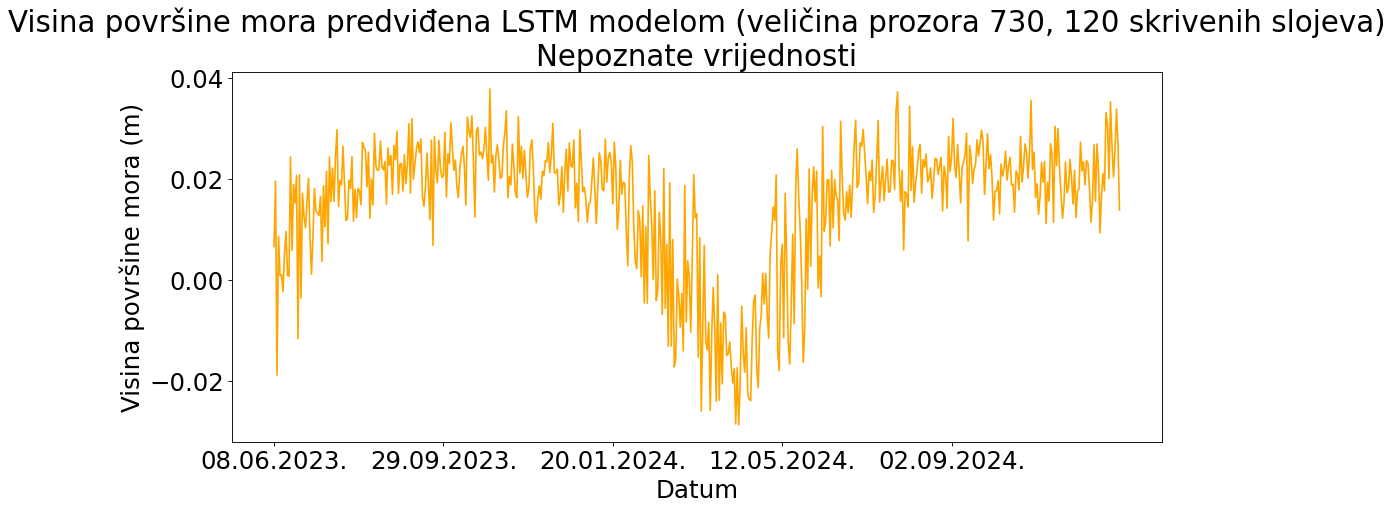 Visina površine mora predviđena LSTM modelom (veličina prozora 730, 120 skrivenih slojeva)
Nepoznate vrijednosti
Visina površine mora (m)
0.04
0.02
0.00
−0.02
08.06.2023. 29.09.2023. 20.01.2024. 12.05.2024. 02.09.2024.
Datum